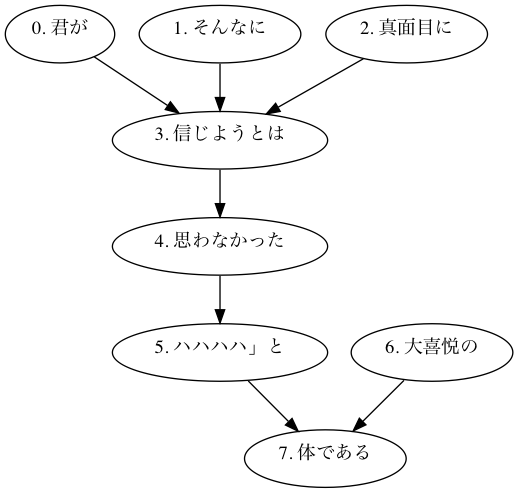 0. 君が
1. そんなに
2. 真面目に
3. 信じようとは
4. 思わなかった
5. ハハハハ」と
6. 大喜悦の
7. 体である